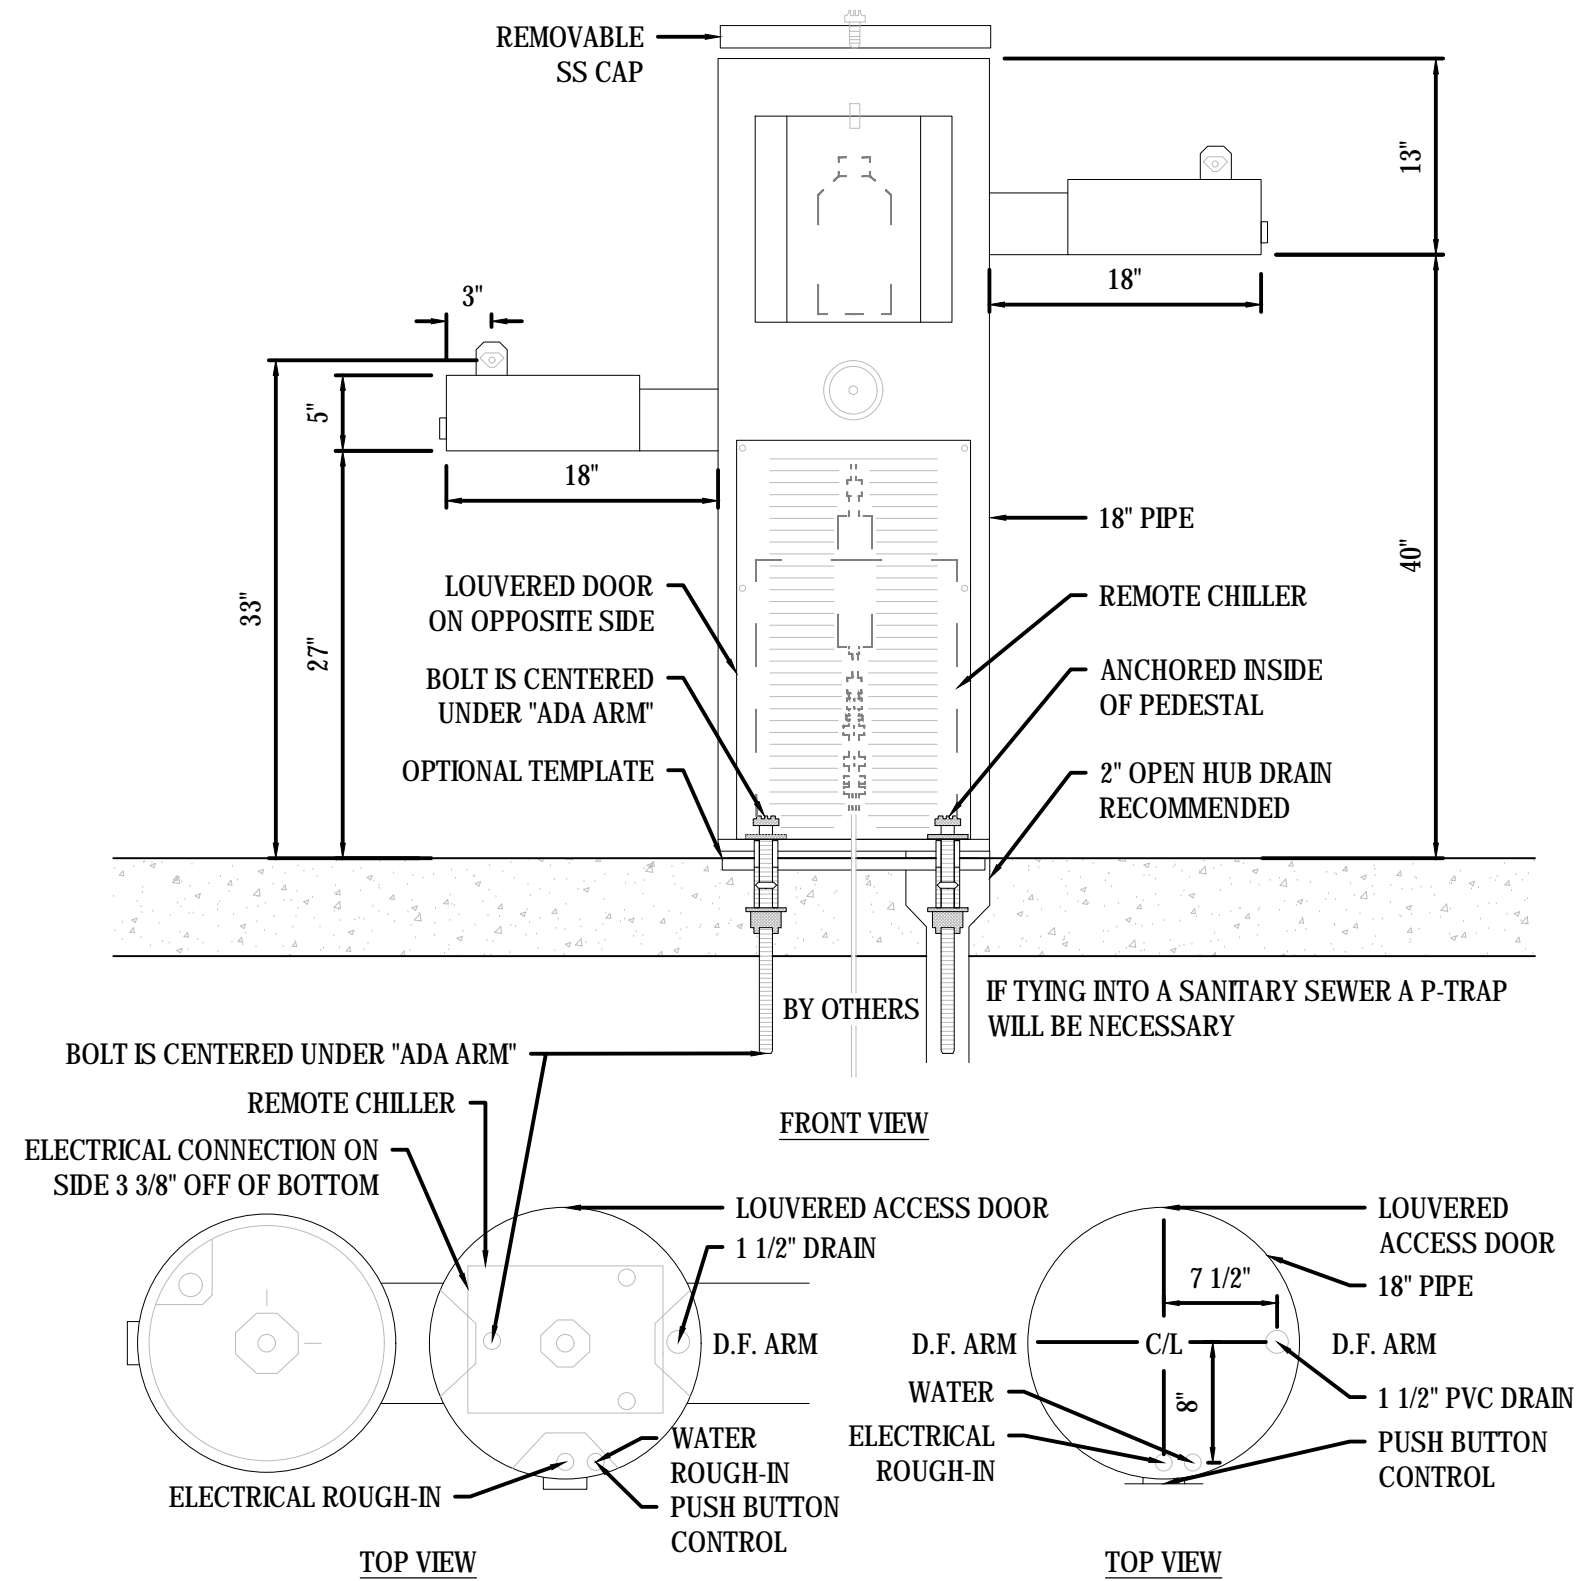 REMOVABLE
SS CAP
13"
18"
3"
5"
18"
33"
27"
40"
18" PIPE
LOUVERED DOOR
ON OPPOSITE SIDE
REMOTE CHILLER
BOLT IS CENTERED
UNDER "ADA ARM"
ANCHORED INSIDE
OF PEDESTAL
OPTIONAL TEMPLATE
2" OPEN HUB DRAIN
RECOMMENDED
BY OTHERS
IF TYING INTO A SANITARY SEWER A P-TRAP
WILL BE NECESSARY
BOLT IS CENTERED UNDER "ADA ARM"
REMOTE CHILLER
FRONT VIEW
ELECTRICAL CONNECTION ON
SIDE 3 3/8" OFF OF BOTTOM
LOUVERED ACCESS DOOR
1 1/2" DRAIN
D.F. ARM
WATER
ROUGH-IN
PUSH BUTTON
CONTROL
ELECTRICAL ROUGH-IN
TOP VIEW
LOUVERED
ACCESS DOOR
18" PIPE
7 1/2"
D.F. ARM
C/L
D.F. ARM
WATER
8"
1 1/2" PVC DRAIN
ELECTRICAL
ROUGH-IN
PUSH BUTTON
CONTROL
TOP VIEW